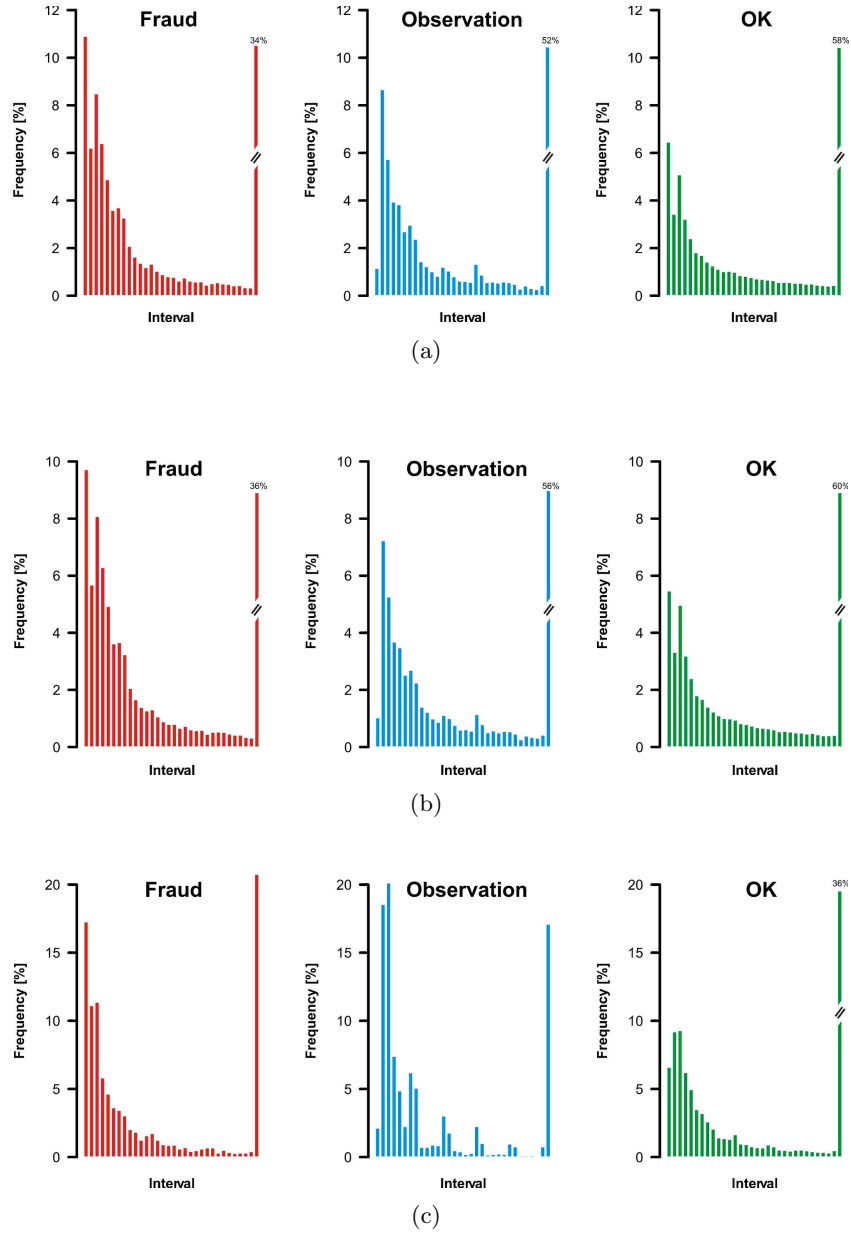 Fraud Observation OK
34% 52% 58%
12 12 12
10 10 10
8 8 8
6 6 6
4 4 4
2 2 2
0 0 0
Frequency [%] Frequency [%] Frequency [%]
Interval Interval Interval
(a)
Fraud Observation OK
36% 56% 60%
10 10 10
8 8 8
6 6 6
4 4 4
2 2 2
0 0 0
Frequency [%] Frequency [%] Frequency [%]
Interval Interval Interval
(b)
Fraud Observation OK
36%
20 20 20
15 15 15
10 10 10
5 5 5
0 0 0
Frequency [%] Frequency [%] Frequency [%]
Interval Interval Interval
(c)